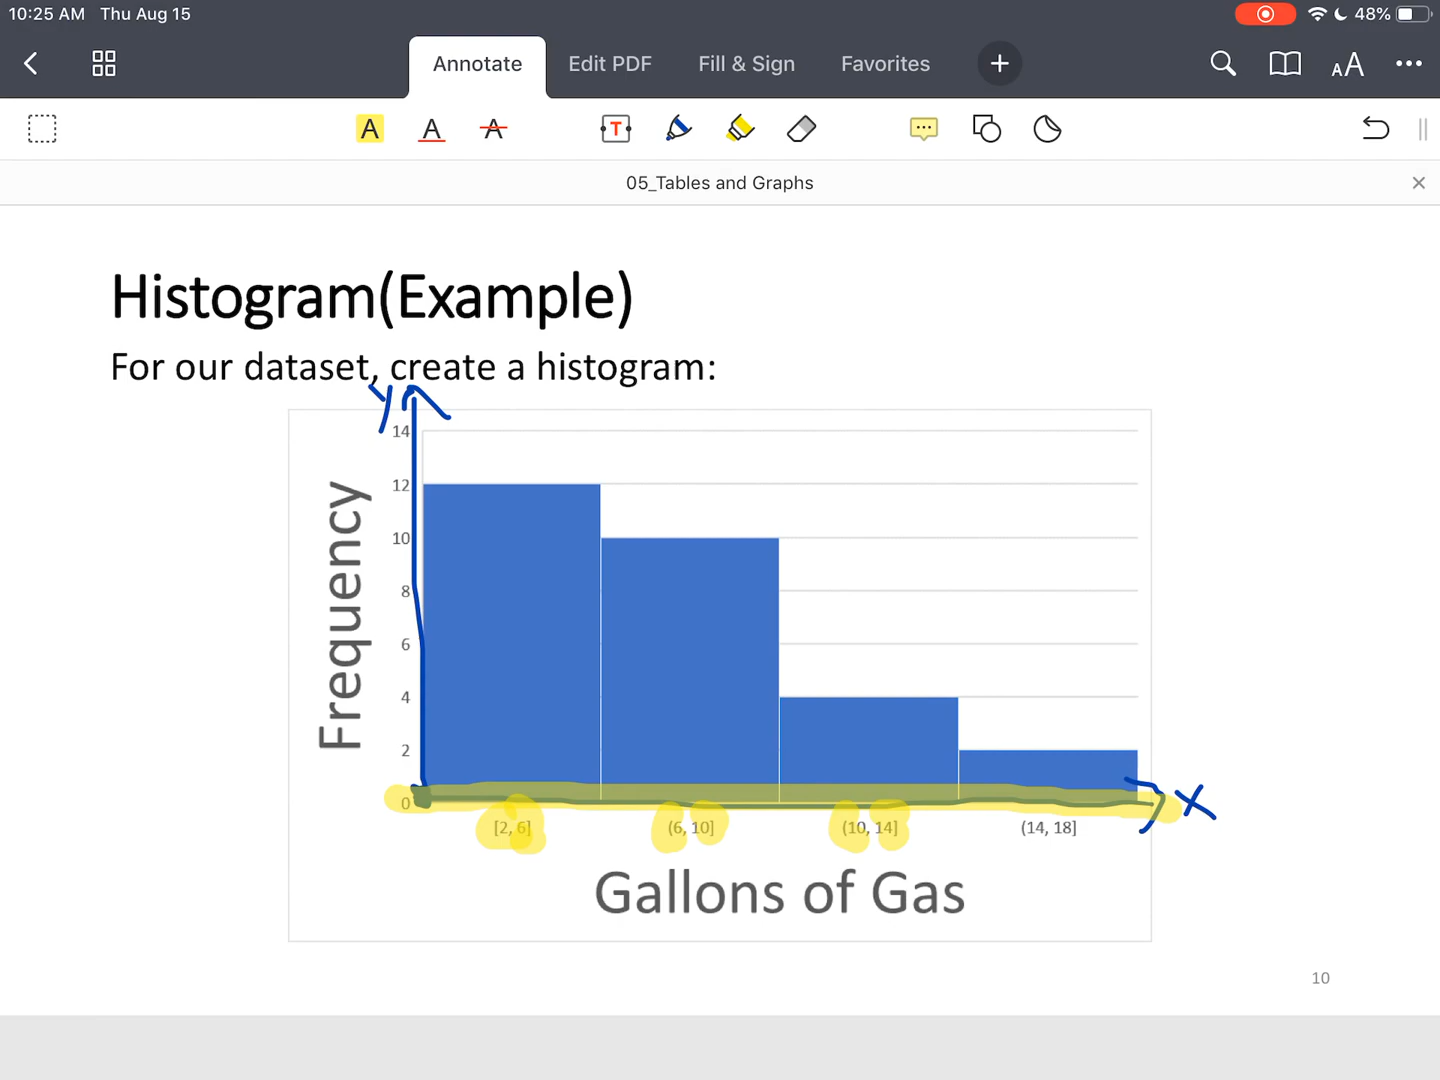 10:25 AM Thu Aug 15
48%
Annotate Edit PDF Fill & Sign Favorites
AA
A A A T
05_Tables and Graphs
Histogram(Example)
For our dataset, create a histogram:
y
14
12
10
8
6
4
2
0
Frequency
x
[2, 6] (6, 10] (10, 14] (14, 18]
Gallons of Gas
10